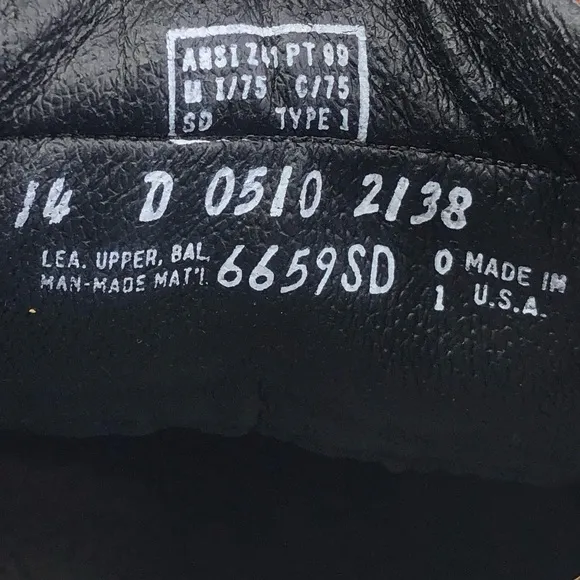 ANSI Z41 PT 99
M I/75 C/75
SD TYPE 1
14 D 0510 2138
LEA. UPPER, BAL. 6659SD 0 MADE IN
MAN-MADE MAT'L 1 U.S.A.